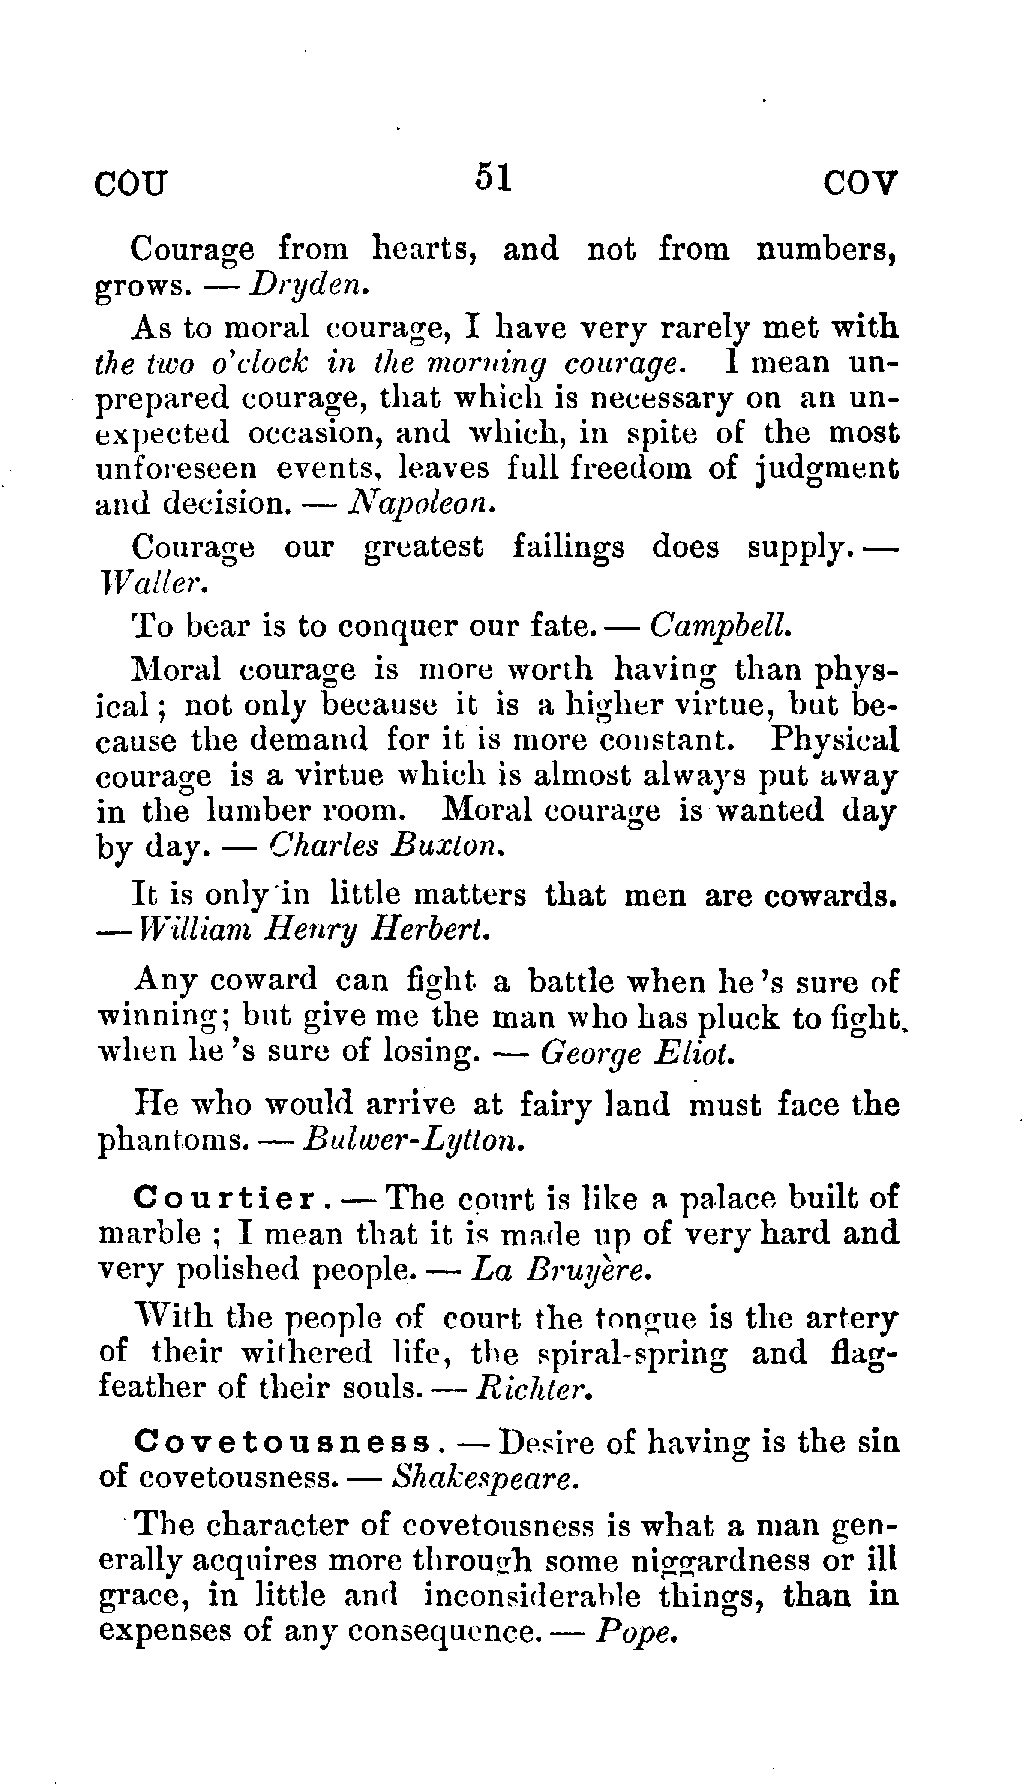 COU 51 COV
Courage from hearts, and not from numbers,
grows. — Dryden.
As to moral courage, I have very rarely met with
the two o'clock in the morning courage. I mean un-
prepared courage, that which is necessary on an un-
expected occasion, and which, in spite of the most
unforeseen events, leaves full freedom of judgment
and decision. — Napoleon.
Courage our greatest failings does supply. —
Waller.
To bear is to conquer our fate. — Campbell.
Moral courage is more worth having than phys-
ical ; not only because it is a higher virtue, but be-
cause the demand for it is more constant. Physical
courage is a virtue which is almost always put away
in the lumber room. Moral courage is wanted day
by day. — Charles Buxton.
It is only in little matters that men are cowards.
— William Henry Herbert.
Any coward can fight a battle when he's sure of
winning; but give me the man who has pluck to fight
when he's sure of losing. — George Eliot.
He who would arrive at fairy land must face the
phantoms. — Bulwer-Lytton.
Courtier. — The court is like a palace built of
marble ; I mean that it is made up of very hard and
very polished people. — La Bruyère.
With the people of court the tongue is the artery
of their withered life, the spiral-spring and flag-
feather of their souls. — Richter.
Covetousness. — Desire of having is the sin
of covetousness. — Shakespeare.
The character of covetousness is what a man gen-
erally acquires more through some niggardness or ill
grace, in little and inconsiderable things, than in
expenses of any consequence. — Pope.